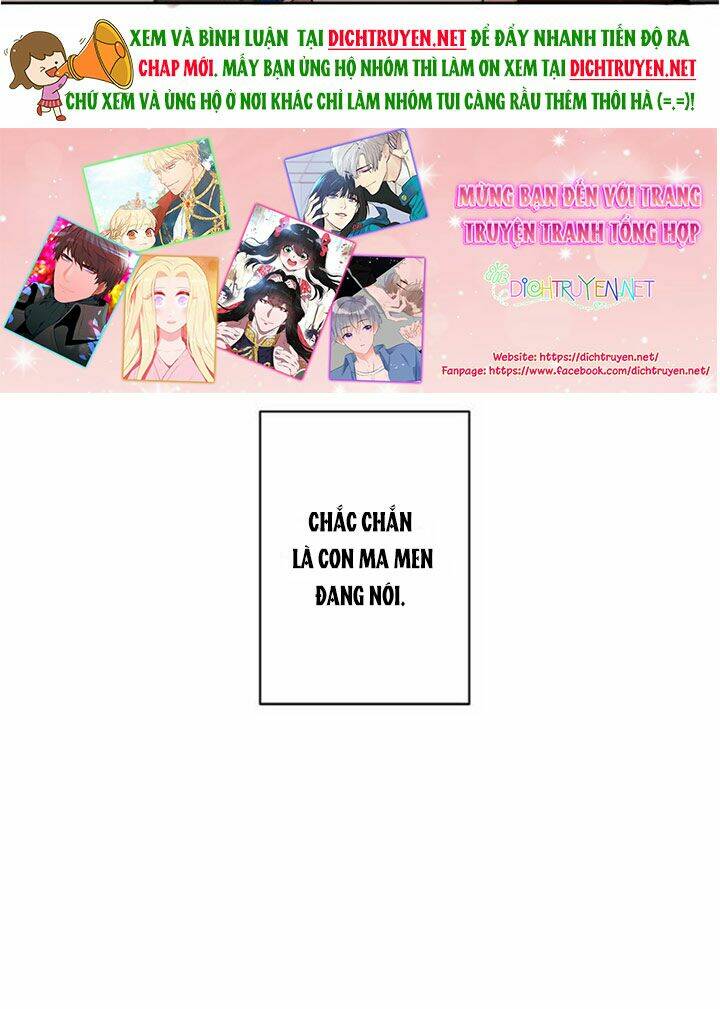 XEM VÀ BÌNH LUẬN TẠI DICHTRUYEN.NET ĐỂ ĐẨY NHANH TIẾN ĐỘ RA
CHAP MỚI. MẤY BẠN ỦNG HỘ NHÓM THÌ LÀM ƠN XEM TẠI DICHTRUYEN.NET
CHỨ XEM VÀ ỦNG HỘ Ở NƠI KHÁC CHỈ LÀM NHÓM TUI CÀNG RẦU THÊM THÔI HÀ (=.=)!
MỪNG BẠN ĐẾN VỚI TRANG
TRUYỆN TRANH TỔNG HỢP
DICHTRUYEN.NET
Website: https://dichtruyen.net/
Fanpage: https://www.facebook.com/dichtruyen.net/
CHẮC CHẮN
LÀ CON MA MEN
ĐANG NÓI.